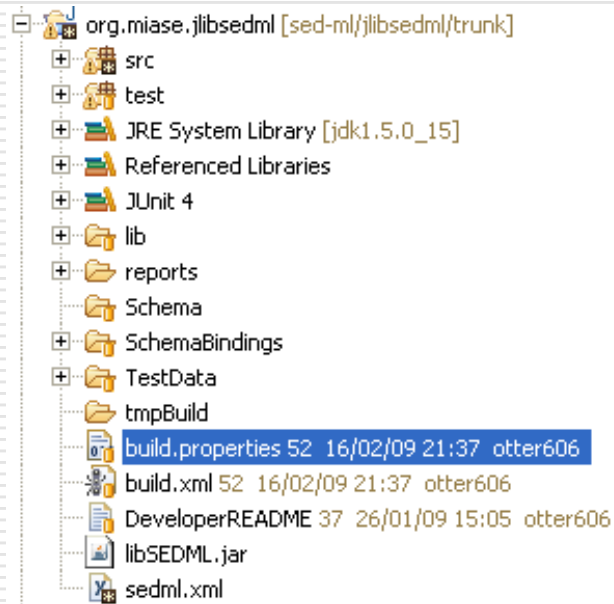 org.miase.jlibsedml [sed-ml/jlibsedml/trunk]
src
test
JRE System Library [jdk1.5.0_15]
Referenced Libraries
JUnit 4
lib
reports
Schema
SchemaBindings
TestData
tmpBuild
build.properties 52 16/02/09 21:37 otter606
build.xml 52 16/02/09 21:37 otter606
DeveloperREADME 37 26/01/09 15:05 otter606
libSEDML.jar
sedml.xml